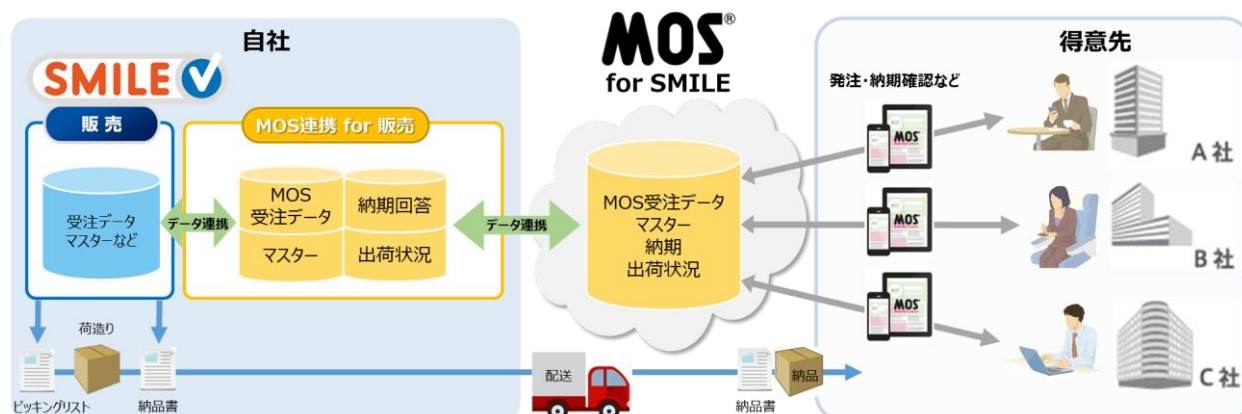 自社
SMILE V
販売
MOS連携 for 販売
受注データ
マスターなど
データ連携
MOS
受注データ
納期回答
マスター
出荷状況
データ連携
MOS®
for SMILE
MOS受注データ
マスター
納期
出荷状況
得意先
発注・納期確認など
MOS
A 社
MOS
B 社
MOS
C 社
荷造り
ピッキングリスト
納品書
配送
納品書
納品